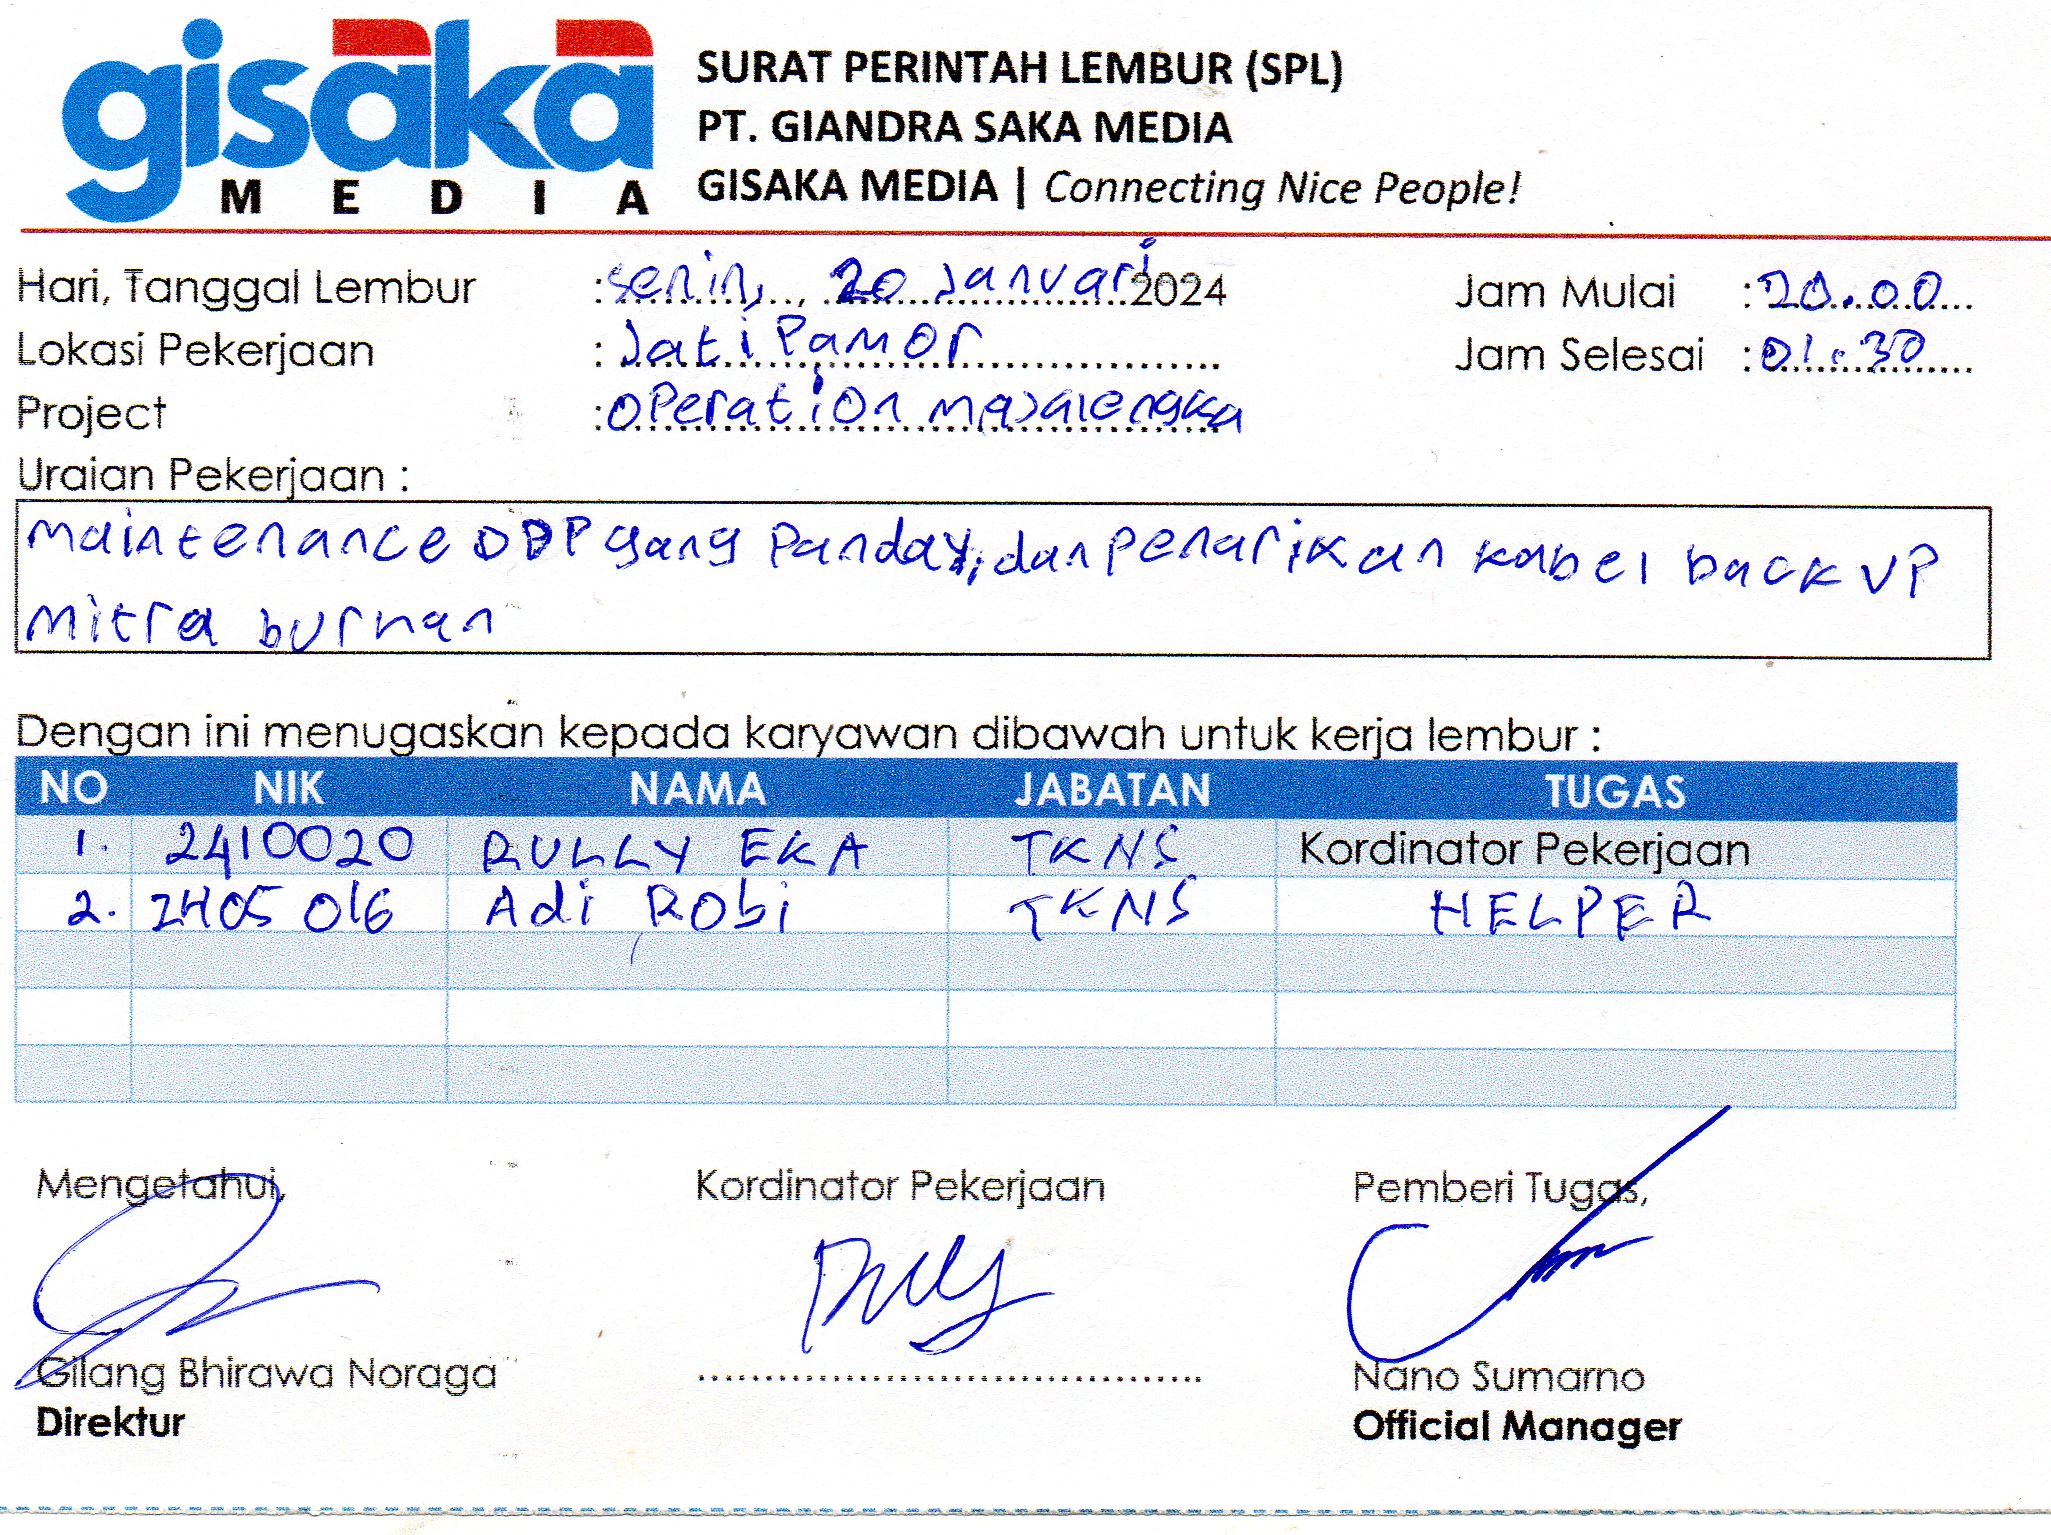 gisaka
MEDIA
SURAT PERINTAH LEMBUR (SPL)
PT. GIANDRA SAKA MEDIA
GISAKA MEDIA | Connecting Nice People!
Hari, Tanggal Lembur : senin, 20 Januari 2024 Jam Mulai : 20.00
Lokasi Pekerjaan : Jati Pamor Jam Selesai : 01.30
Project : Operation majalengka
Uraian Pekerjaan :
maintenance ODP gang Panday, dan Penarikan kabel back UP
mitra burhan
Dengan ini menugaskan kepada karyawan dibawah untuk kerja lembur :
NO NIK NAMA JABATAN TUGAS
1. 2410020 RULLY EKA TKNS Kordinator Pekerjaan
2. 2405016 Adi Robi TKNS HELPER
Mengetahui, Kordinator Pekerjaan Pemberi Tugas,
Gilang Bhirawa Noraga Nano Sumarno
Direktur Official Manager